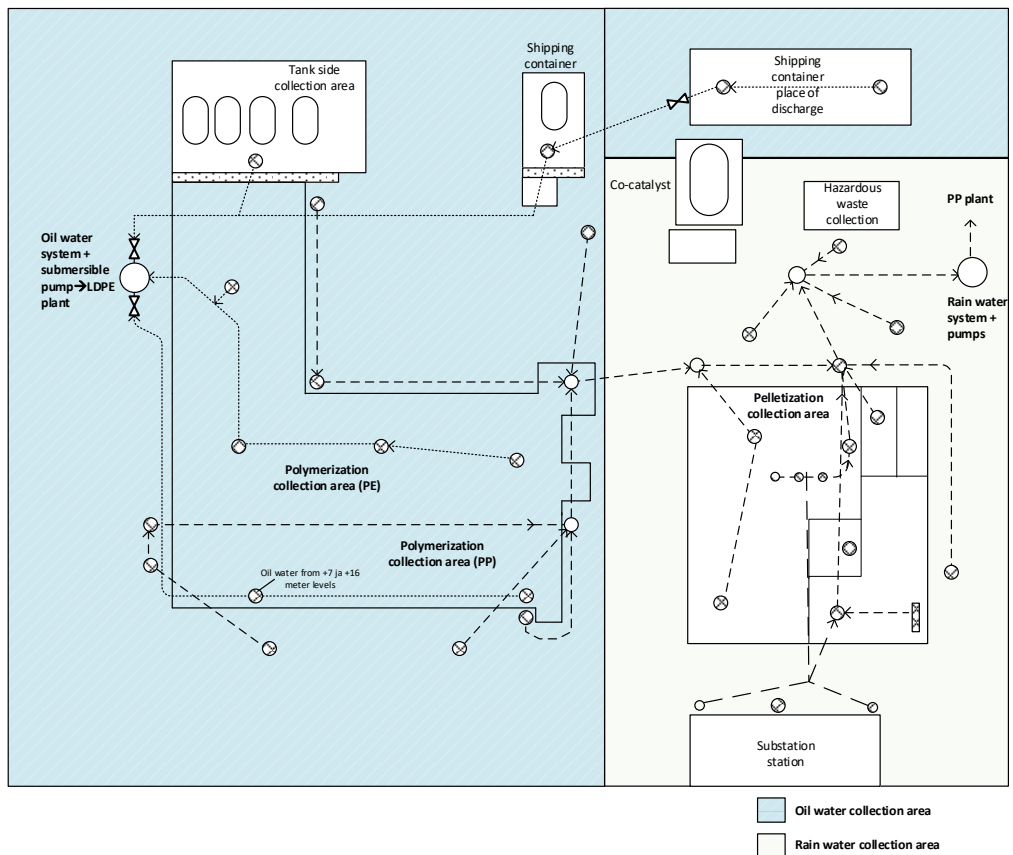 Tank side
collection area
Shipping
container
Shipping
container
place of
discharge
Co-catalyst
Hazardous
waste
collection
PP plant
Oil water
system +
submersible
pump→LDPE
plant
Rain water
system +
pumps
Pelletization
collection area
Polymerization
collection area (PE)
Polymerization
collection area (PP)
Oil water from +7 ja +16
meter levels
Substation
station
Oil water collection area
Rain water collection area